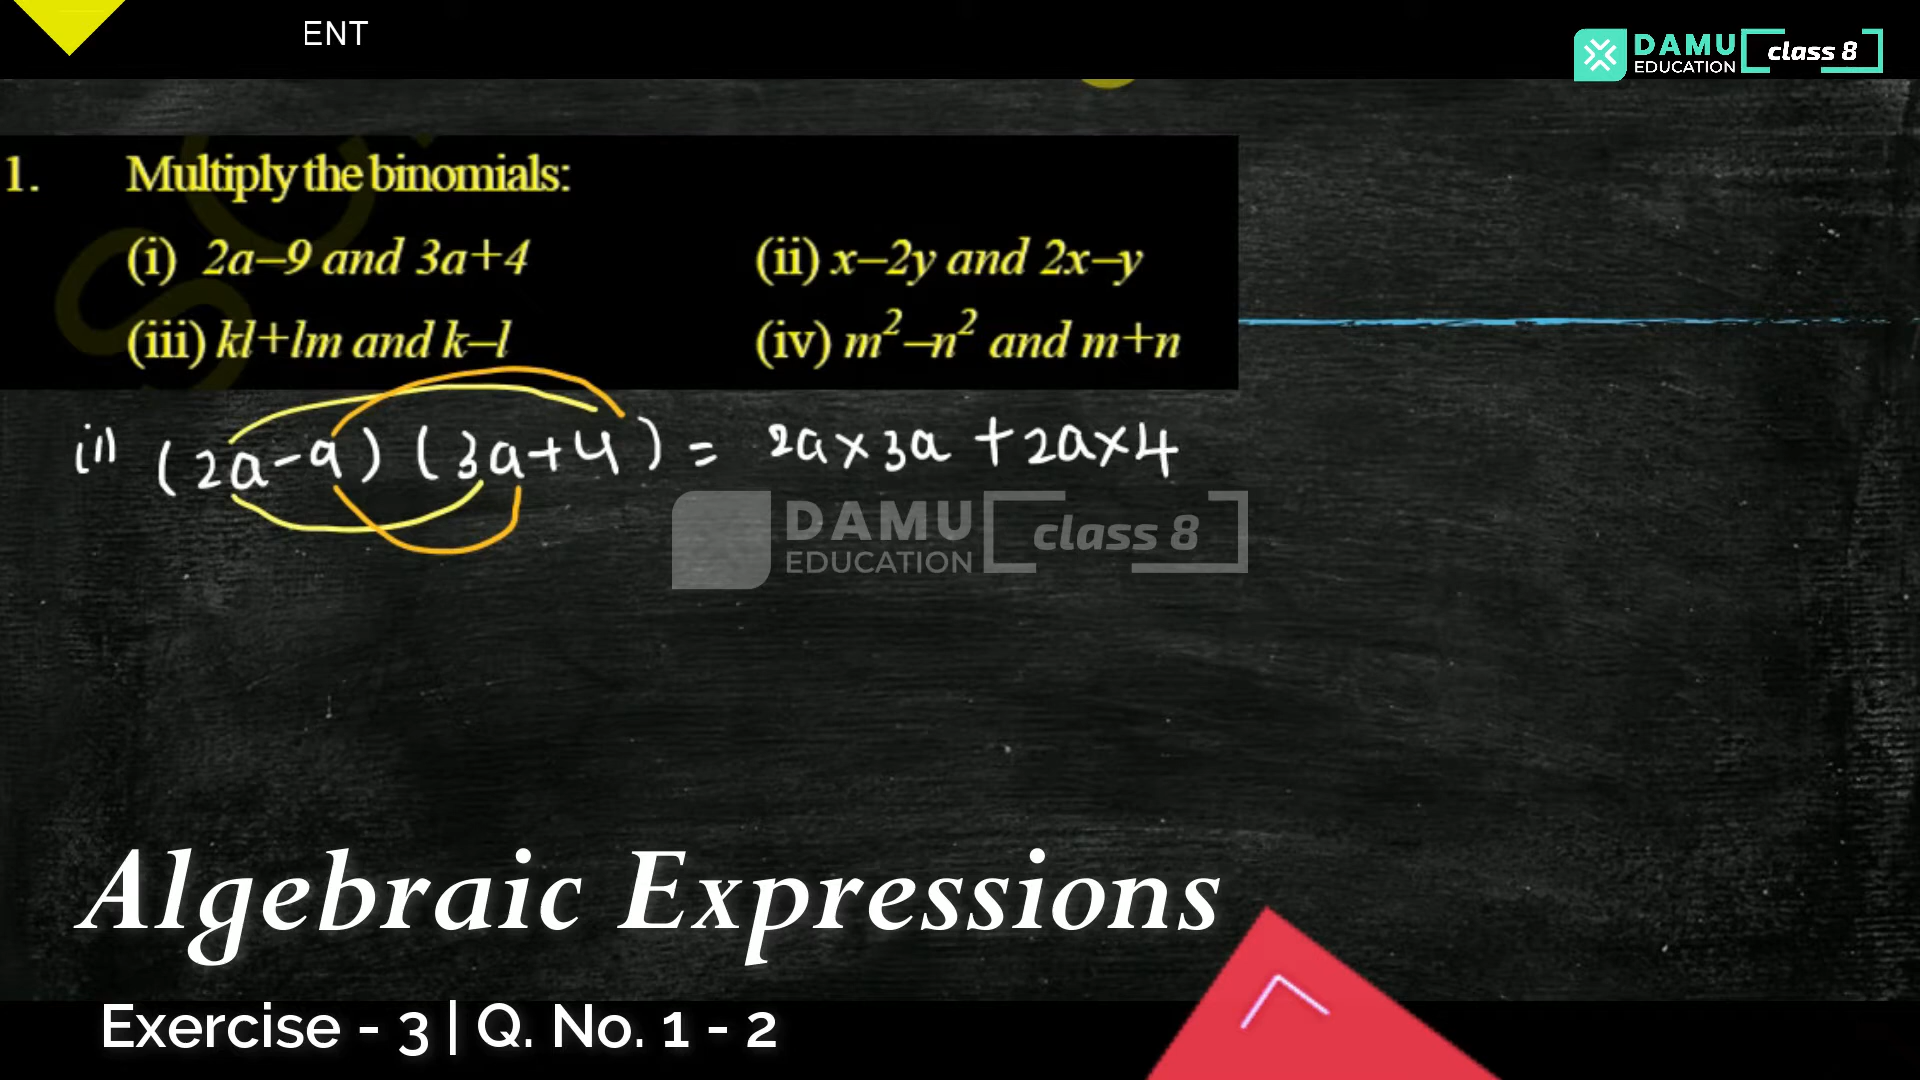 ENT
DAMU
EDUCATION
class 8
1. Multiply the binomials:
(i) 2a–9 and 3a+4 (ii) x–2y and 2x–y
(iii) kl+lm and k–l (iv) m²–n² and m+n
(2a-9) (3a+4) = 2a×3a +2a×4
DAMU
EDUCATION
class 8
Algebraic Expressions
Exercise - 3 | Q. No. 1 - 2